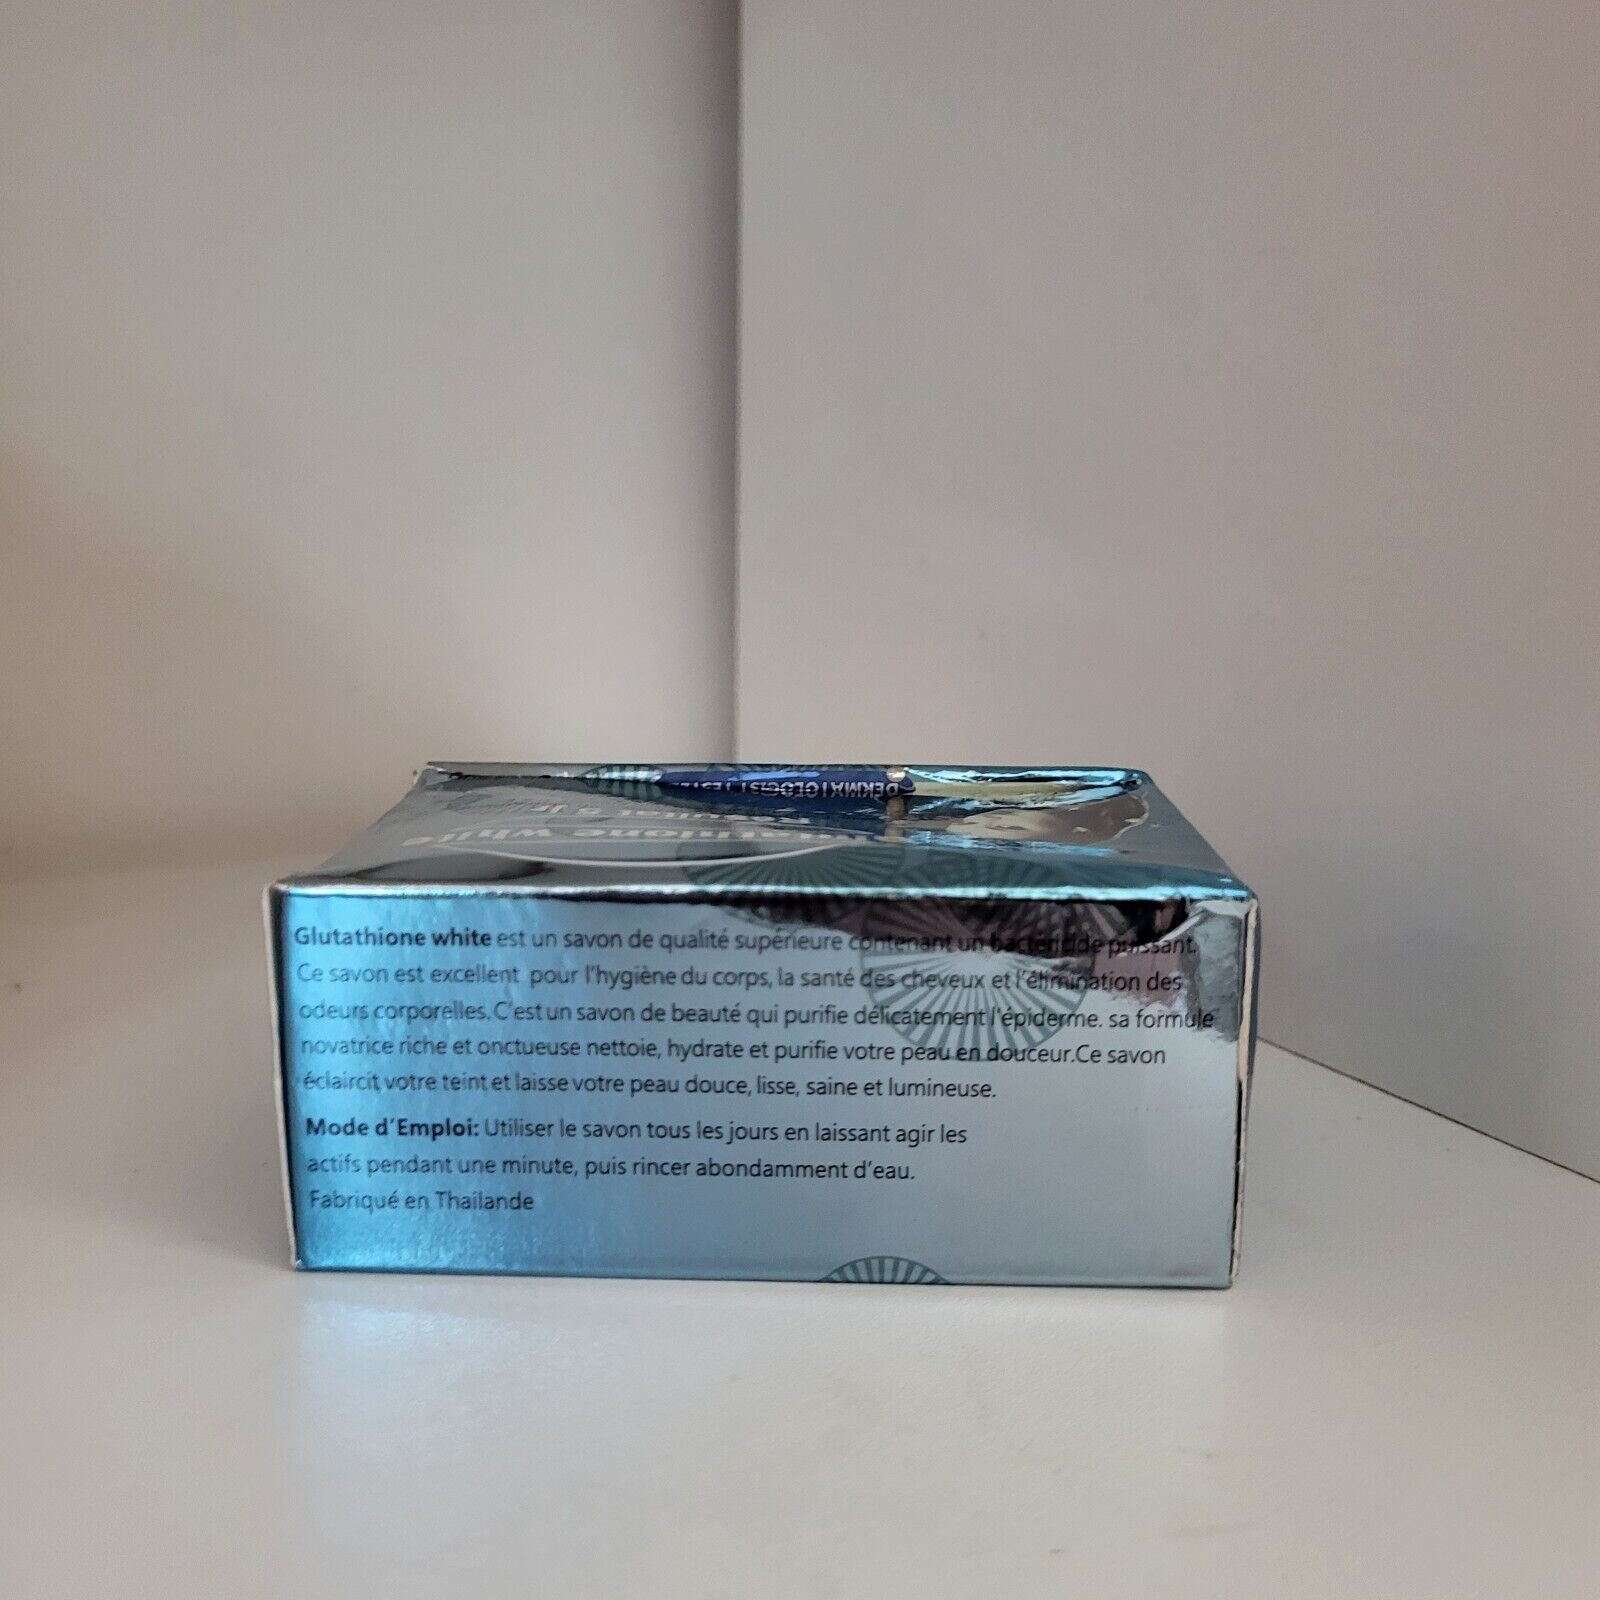 DERMATOLOGIST TESTED
Glutathione white
Glutathione white est un savon de qualité supérieure contenant un bactéricide puissant.
Ce savon est excellent pour l'hygiène du corps, la santé des cheveux et l'élimination des
odeurs corporelles. C'est un savon de beauté qui purifie délicatement l'épiderme. sa formule
novatrice riche et onctueuse nettoie, hydrate et purifie votre peau en douceur.Ce savon
éclaircit votre teint et laisse votre peau douce, lisse, saine et lumineuse.
Mode d'Emploi: Utiliser le savon tous les jours en laissant agir les
actifs pendant une minute, puis rincer abondamment d'eau.
Fabriqué en Thailande